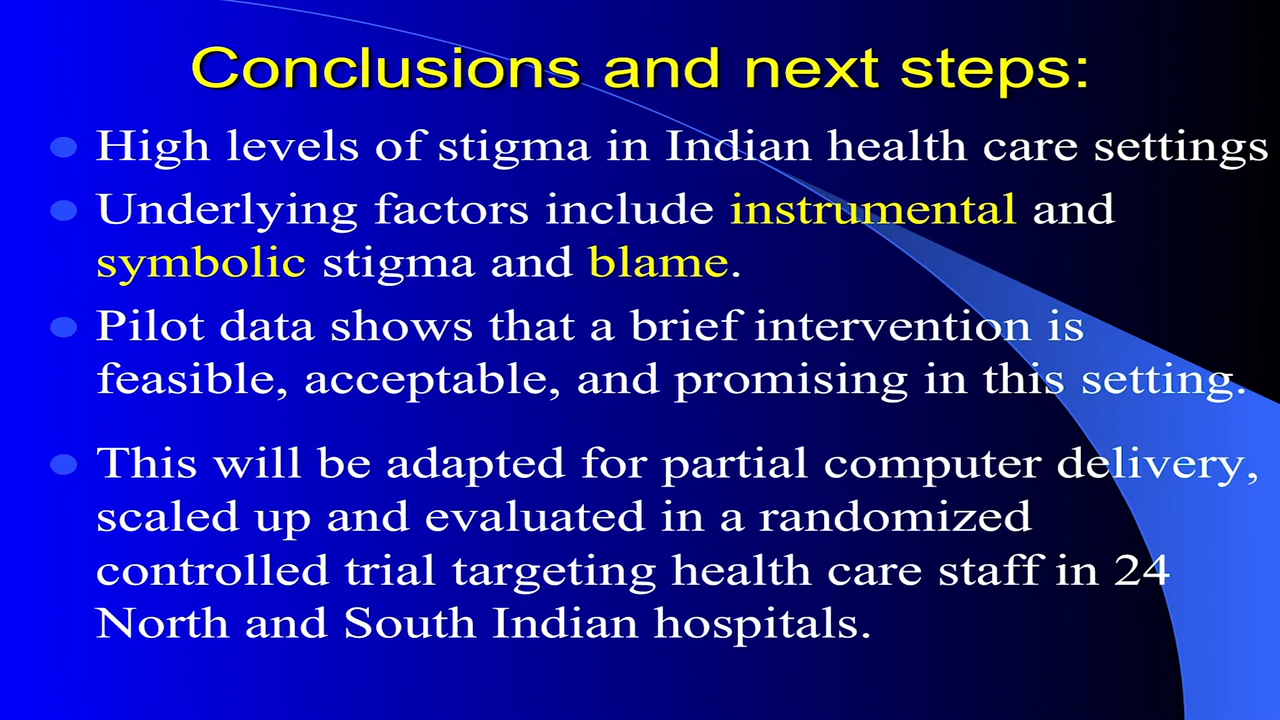 Conclusions and next steps:
High levels of stigma in Indian health care settings
Underlying factors include instrumental and
symbolic stigma and blame.
Pilot data shows that a brief intervention is
feasible, acceptable, and promising in this setting.
This will be adapted for partial computer delivery,
scaled up and evaluated in a randomized
controlled trial targeting health care staff in 24
North and South Indian hospitals.